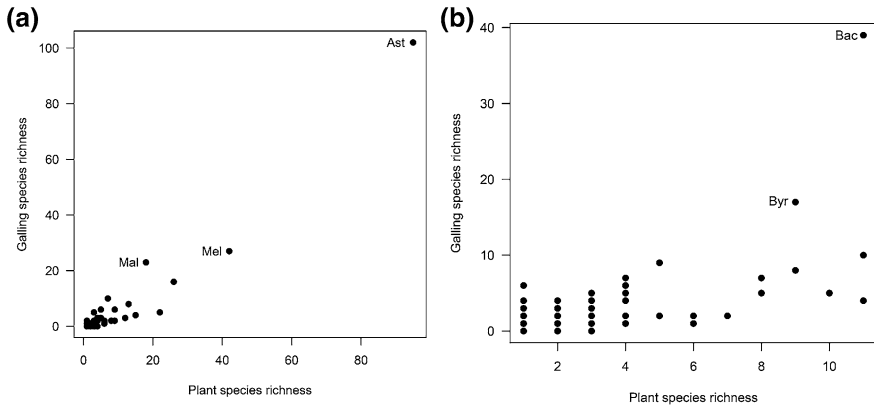 (a)
Galling species richness
100
80
60
40
20
0
Ast
Mel
Mal
0 20 40 60 80
Plant species richness
(b)
Galling species richness
40
30
20
10
0
Bac
Byr
2 4 6 8 10
Plant species richness